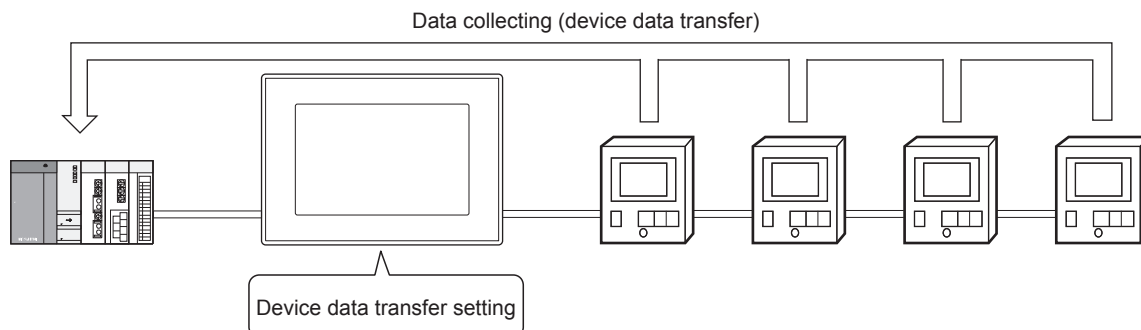 Data collecting (device data transfer)
Device data transfer setting